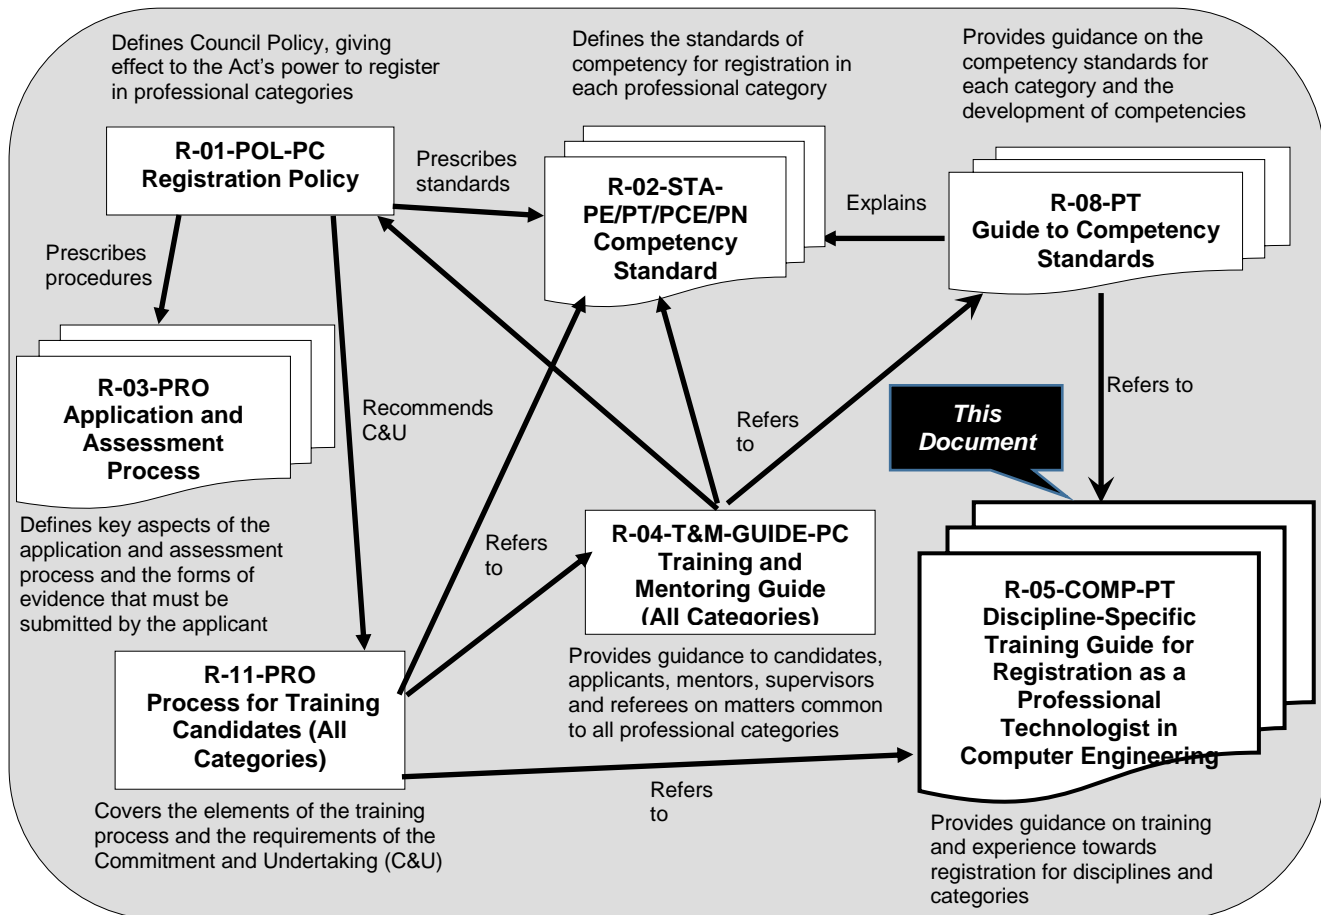 Defines Council Policy, giving
effect to the Act's power to register
in professional categories
Defines the standards of
competency for registration in
each professional category
Provides guidance on the
competency standards for
each category and the
development of competencies
R-01-POL-PC
Registration Policy
Prescribes
standards
R-02-STA-
PE/PT/PCE/PN
Competency
Standard
Explains
R-08-PT
Guide to Competency
Standards
Prescribes
procedures
R-03-PRO
Application and
Assessment
Process
Recommends
C&U
Refers
to
Refers to
This
Document
Defines key aspects of the
application and assessment
process and the forms of
evidence that must be
submitted by the applicant
Refers
to
R-04-T&M-GUIDE-PC
Training and
Mentoring Guide
(All Categories)
Provides guidance to candidates,
applicants, mentors, supervisors
and referees on matters common
to all professional categories
R-05-COMP-PT
Discipline-Specific
Training Guide for
Registration as a
Professional
Technologist in
Computer Engineering
R-11-PRO
Process for Training
Candidates (All
Categories)
Refers
to
Covers the elements of the training
process and the requirements of the
Commitment and Undertaking (C&U)
Provides guidance on training
and experience towards
registration for disciplines and
categories